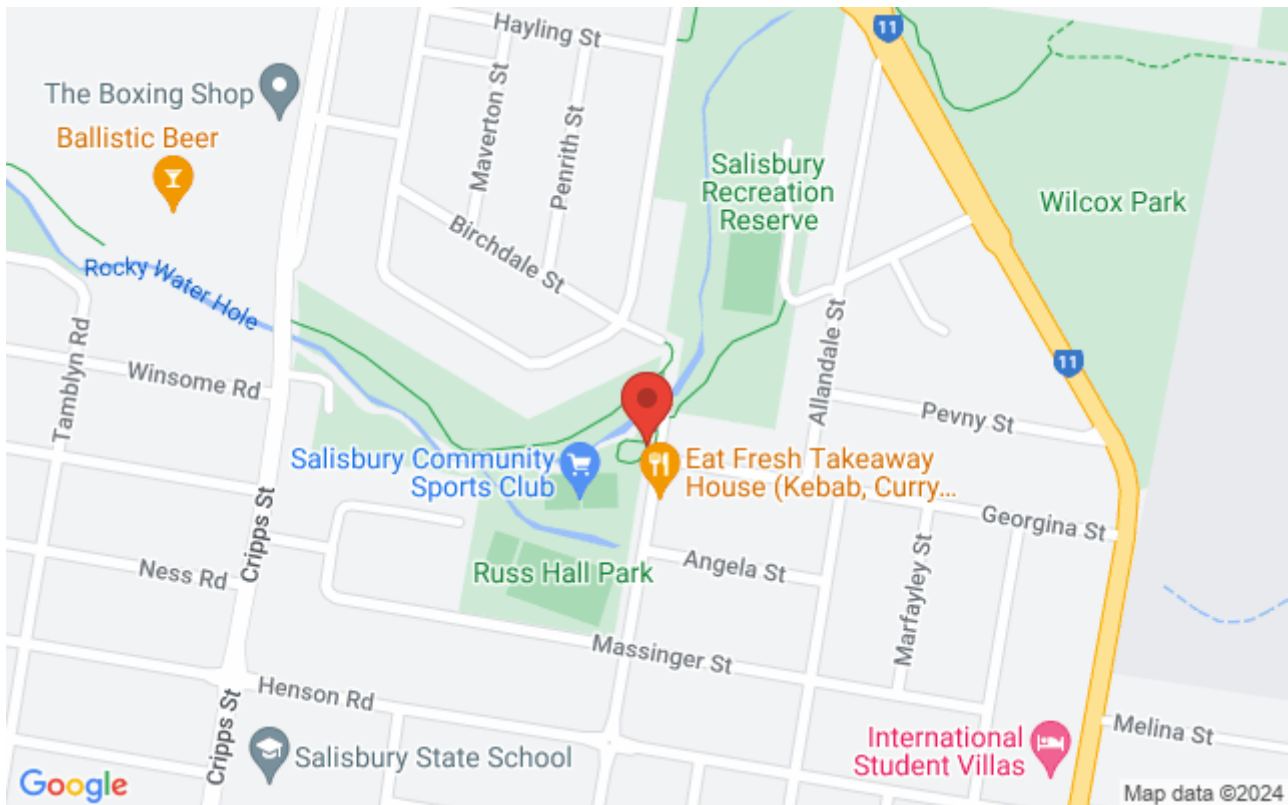 Hayling St
11
The Boxing Shop
Maverton St
Penrith St
Ballistic Beer
Salisbury
Recreation
Reserve
Wilcox Park
Birchdale St
Rocky Water Hole
Tamblyn Rd
Winsome Rd
Allandale St
11
Pevny St
Salisbury Community
Sports Club
Eat Fresh Takeaway
House (Kebab, Curry...
Georgina St
Cripps St
Ness Rd
Russ Hall Park
Angela St
Marfayley St
Massinger St
Henson Rd
Cripps St
Salisbury State School
International
Student Villas
Melina St
Google
Map data ©2024